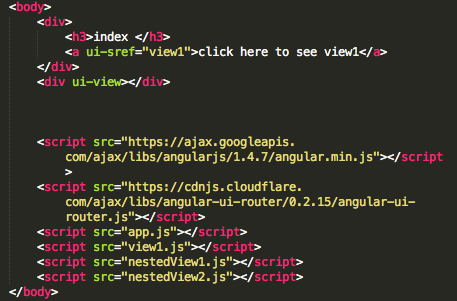 <body>
<div>
<h3>index </h3>
<a ui-sref="view1">click here to see view1</a>
</div>
<div ui-view></div>
<script src="https://ajax.googleapis.
com/ajax/libs/angularjs/1.4.7/angular.min.js"></script
>
<script src="https://cdnjs.cloudflare.
com/ajax/libs/angular-ui-router/0.2.15/angular-ui-
router.js"></script>
<script src="app.js"></script>
<script src="view1.js"></script>
<script src="nestedView1.js"></script>
<script src="nestedView2.js"></script>
</body>